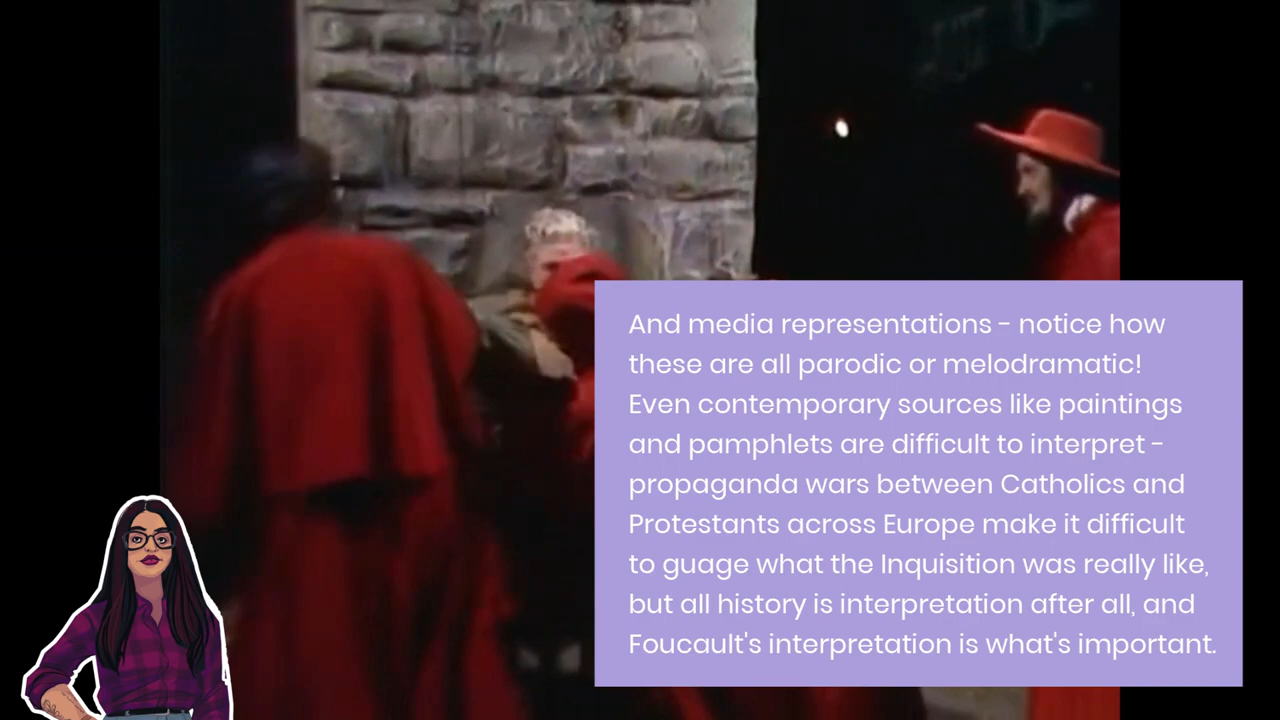 And media representations - notice how
these are all parodic or melodramatic!
Even contemporary sources like paintings
and pamphlets are difficult to interpret -
propaganda wars between Catholics and
Protestants across Europe make it difficult
to guage what the Inquisition was really like,
but all history is interpretation after all, and
Foucault's interpretation is what's important.